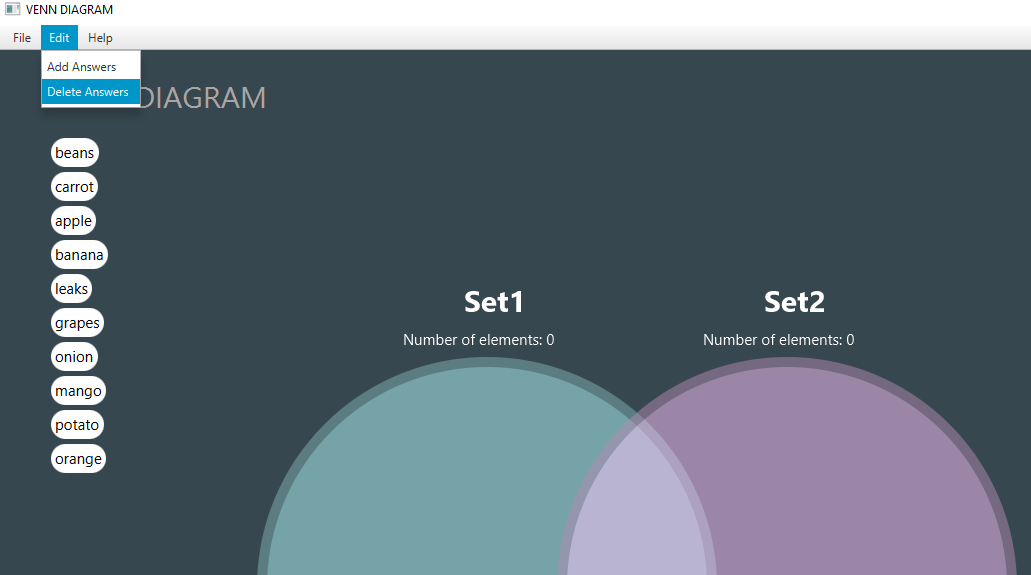 VENN DIAGRAM
File Edit Help
Add Answers
Delete Answers
DIAGRAM
beans
carrot
apple
banana
leaks
grapes
onion
mango
potato
orange
Set1
Number of elements: 0
Set2
Number of elements: 0